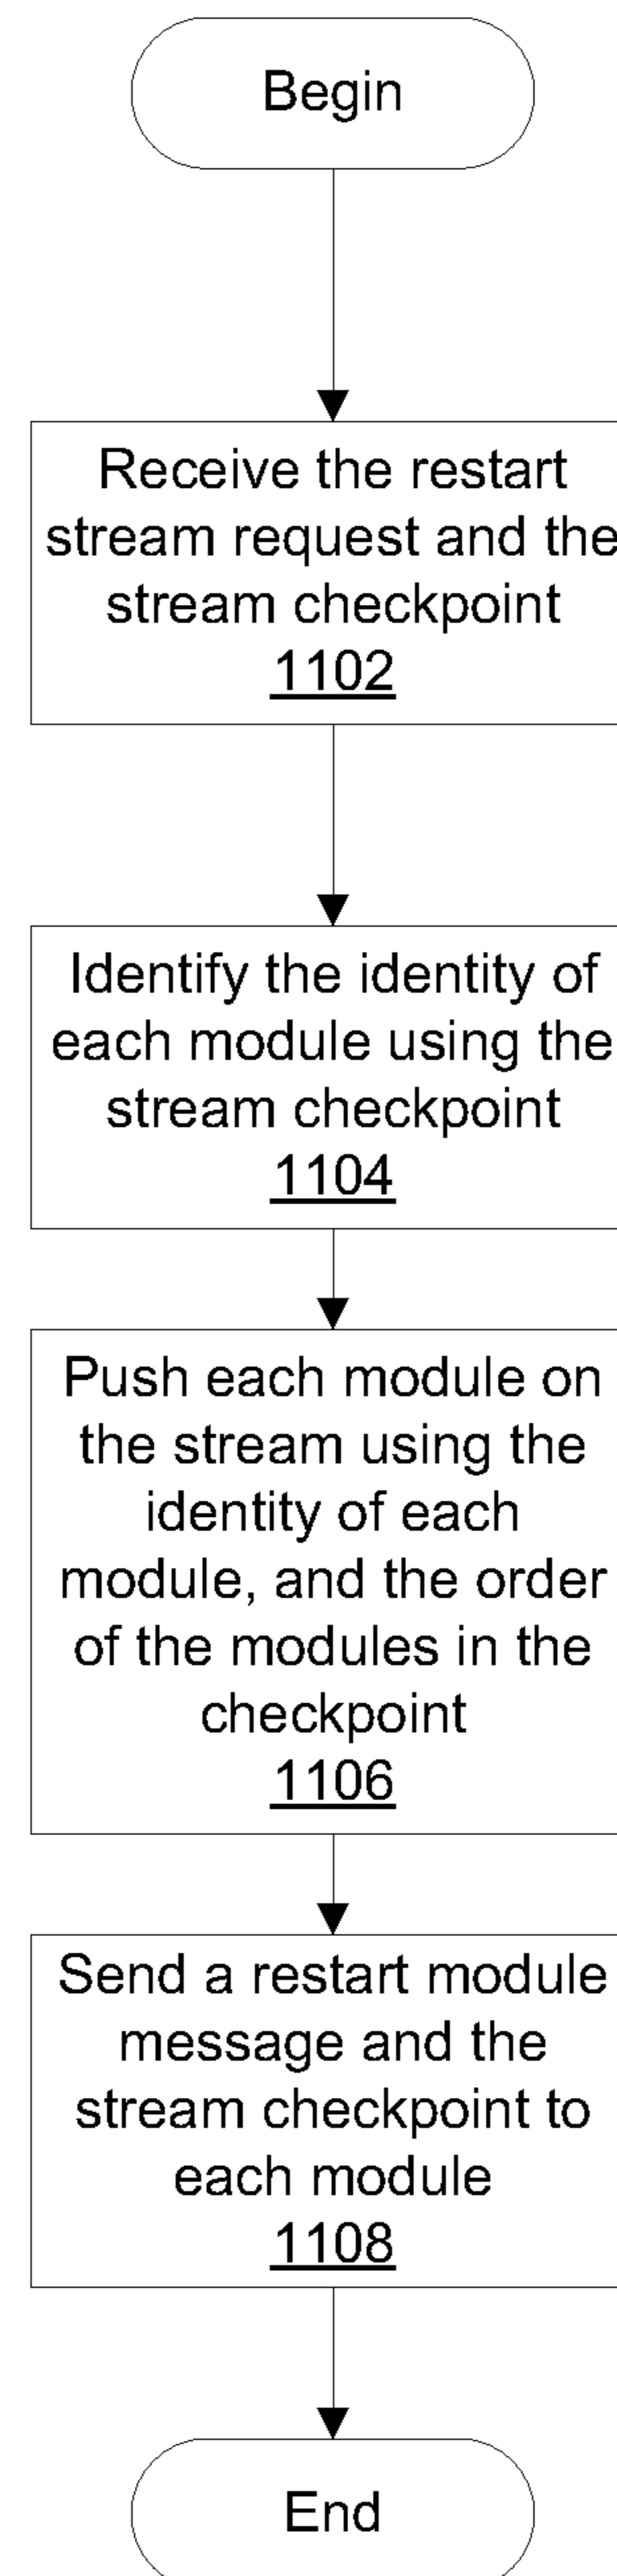 Begin
Receive the restart
stream request and the
stream checkpoint
1102
Identify the identity of
each module using the
stream checkpoint
1104
Push each module on
the stream using the
identity of each
module, and the order
of the modules in the
checkpoint
1106
Send a restart module
message and the
stream checkpoint to
each module
1108
End